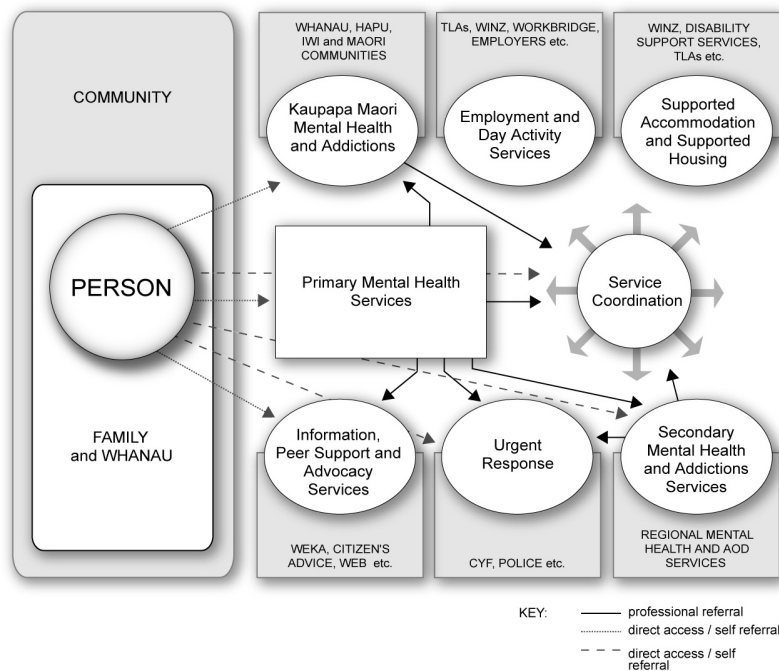 COMMUNITY
PERSON
FAMILY
and WHANAU
WHANAU, HAPU,
IWI and MAORI
COMMUNITIES
Kaupapa Maori
Mental Health
and Addictions
TLAs, WINZ, WORKBRIDGE,
EMPLOYERS etc.
Employment and
Day Activity
Services
WINZ, DISABILITY
SUPPORT SERVICES,
TLAs etc.
Supported
Accommodation
and Supported
Housing
Primary Mental Health
Services
Service
Coordination
Information,
Peer Support and
Advocacy
Services
WEKA, CITIZEN'S
ADVICE, WEB etc.
Urgent
Response
CYF, POLICE etc.
Secondary
Mental Health
and Addictions
Services
REGIONAL MENTAL
HEALTH AND AOD
SERVICES
KEY:
professional referral
direct access / self referral
direct access / self
referral